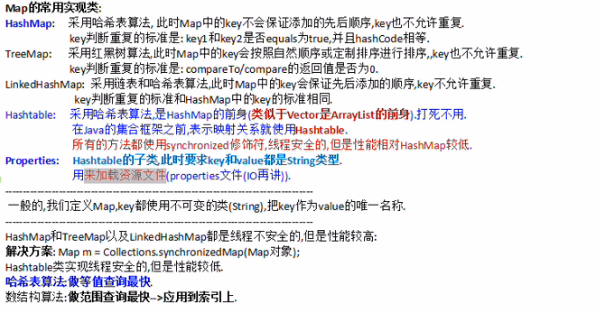 Map的常用实现类:
HashMap: 采用哈希表算法, 此时Map中的key不会保证添加的先后顺序,key也不允许重复.
key判断重复的标准是: key1和key2是否equals为true,并且hashCode相等.
TreeMap: 采用红黑树算法,此时Map中的key会按照自然顺序或定制排序进行排序,,key也不允许重复.
key判断重复的标准是: compareTo/compare的返回值是否为0.
LinkedHashMap: 采用链表和哈希表算法,此时Map中的key会保证先后添加的顺序,key不允许重复.
key判断重复的标准和HashMap中的key的标准相同.
Hashtable: 采用哈希表算法,是HashMap的前身(类似于Vector是ArrayList的前身).打死不用.
在Java的集合框架之前,表示映射关系就使用Hashtable.
所有的方法都使用synchronized修饰符,线程安全的,但是性能相对HashMap较低.
Properties: Hashtable的子类,此时要求key和value都是String类型.
用来加载资源文件(properties文件(IO再讲)).
----------------------------------------------------------------------
一般的,我们定义Map,key都使用不可变的类(String),把key作为value的唯一名称.
----------------------------------------------------------------------
HashMap和TreeMap以及LinkedHashMap都是线程不安全的,但是性能较高:
解决方案: Map m = Collections.synchronizedMap(Map对象);
Hashtable类实现线程安全的,但是性能较低.
哈希表算法:做等值查询最快.
数结构算法:做范围查询最快-->应用到索引上.